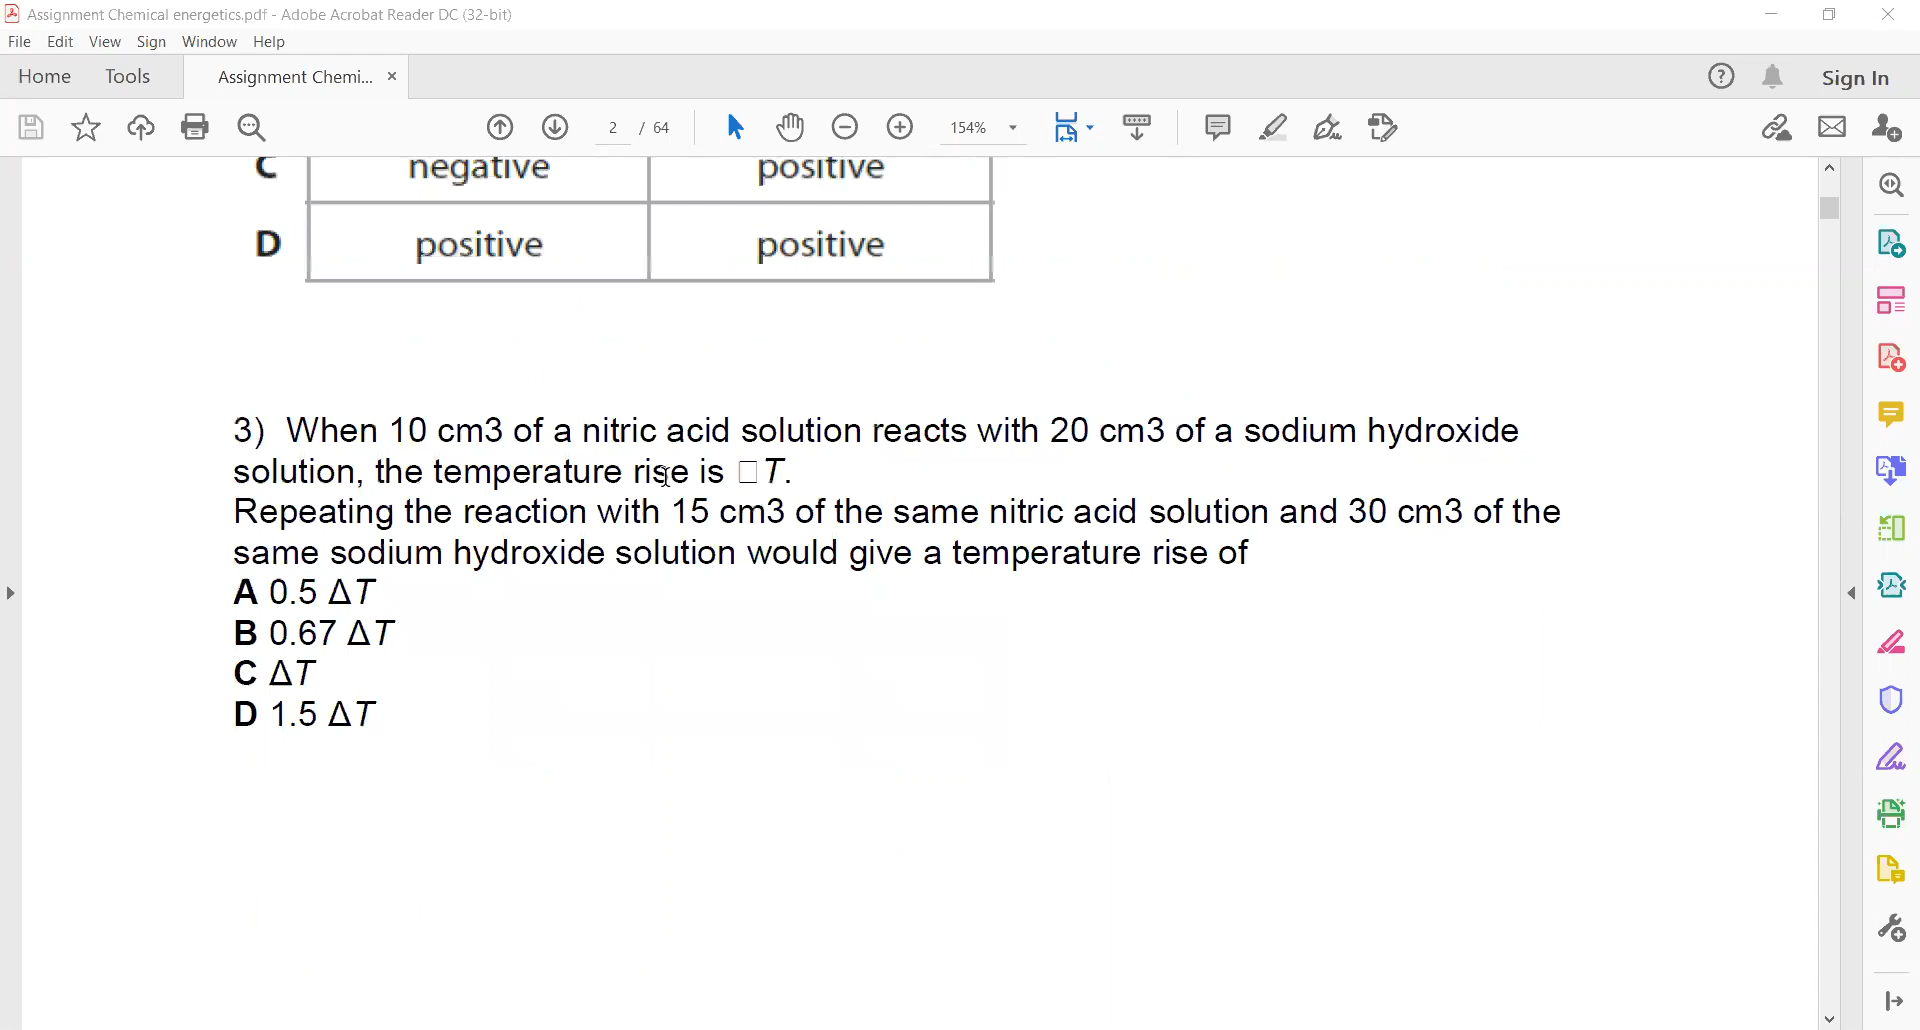 Assignment Chemical energetics.pdf - Adobe Acrobat Reader DC (32-bit)
File Edit View Sign Window Help
Home Tools Assignment Chemi... × Sign In
2 / 64 154%
C negative positive
D positive positive
3) When 10 cm3 of a nitric acid solution reacts with 20 cm3 of a sodium hydroxide
solution, the temperature rise is □T.
Repeating the reaction with 15 cm3 of the same nitric acid solution and 30 cm3 of the
same sodium hydroxide solution would give a temperature rise of
A 0.5 ΔT
B 0.67 ΔT
C ΔT
D 1.5 ΔT